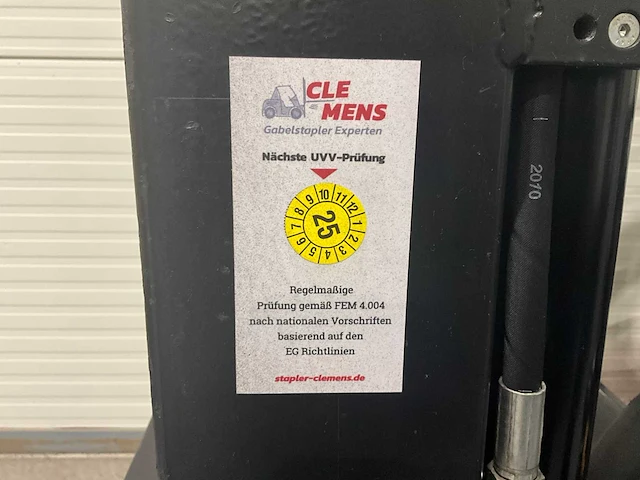 CLE
MENS
Gabelstapler Experten
Nächste UVV-Prüfung
10 11 12 1 2 3 4 5 6 7 8 9
25
Regelmaßige
Prüfung gemäß FEM 4.004
nach nationalen Vorschriften
basierend auf den
EG Richtlinien
stapler-clemens.de
2010